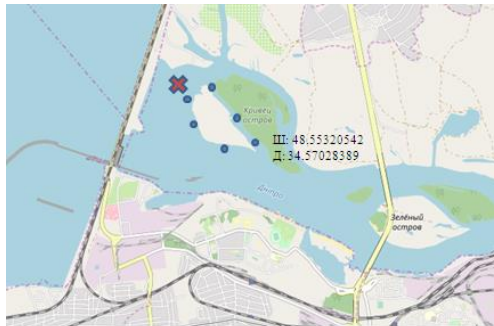 Кривец
остров
Ш: 48.55320542
Д: 34.57028389
Днепр
Зелёный
остров